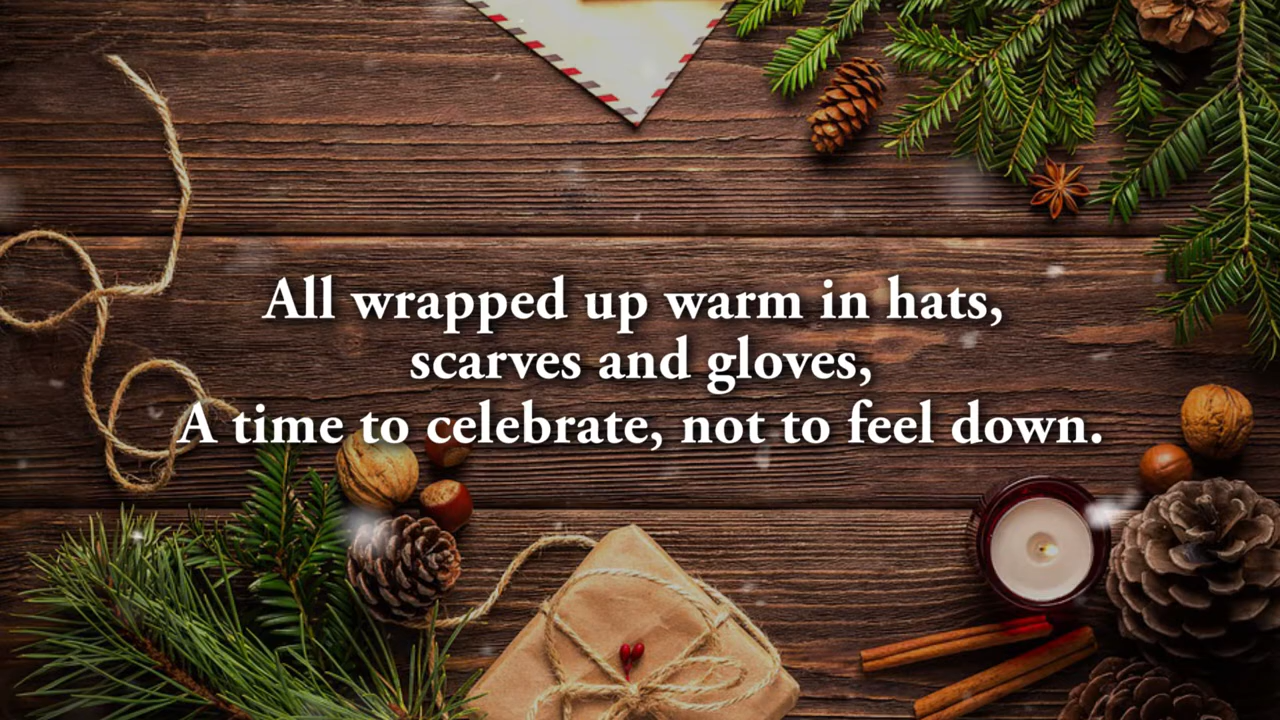 All wrapped up warm in hats,
scarves and gloves,
A time to celebrate, not to feel down.